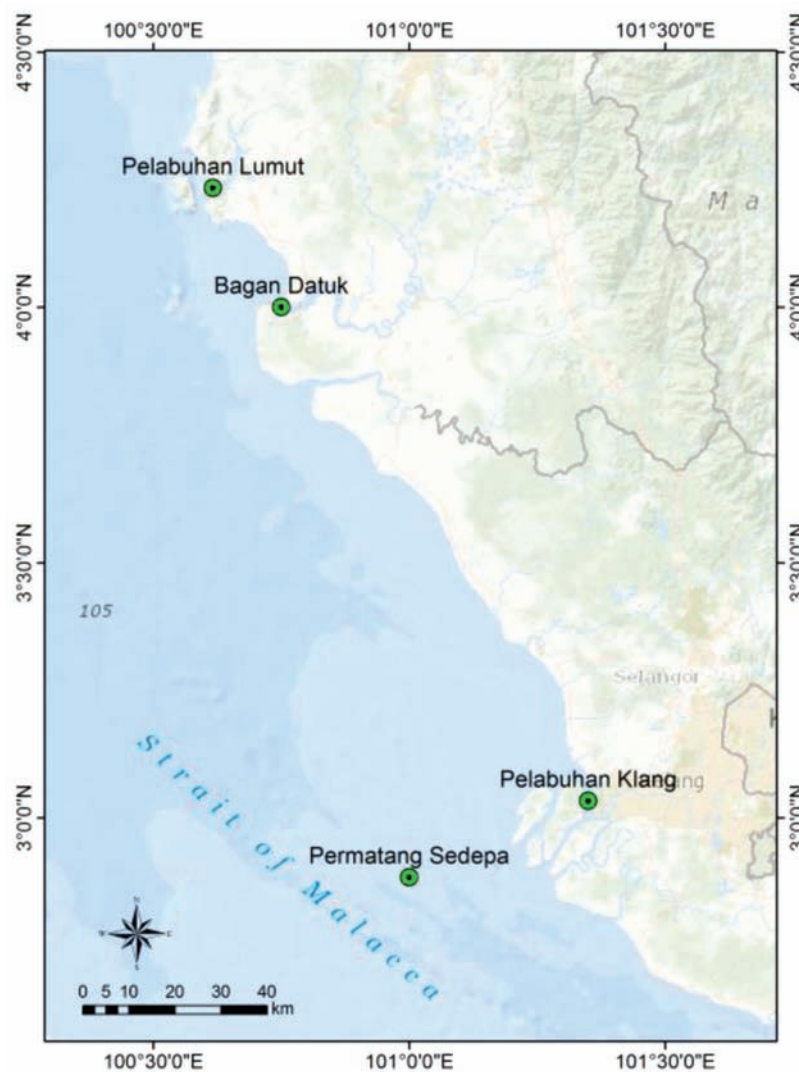 100°30'0"E 101°0'0"E 101°30'0"E
4°30'0"N 4°30'0"N
Pelabuhan Lumut
M a
Bagan Datuk
4°0'0"N 4°0'0"N
3°30'0"N 3°30'0"N
105
Selangor
K
Strait of Malacca
Pelabuhan Klang
3°0'0"N 3°0'0"N
Permatang Sedepa
N
W E
S
0 5 10 20 30 40
km
100°30'0"E 101°0'0"E 101°30'0"E